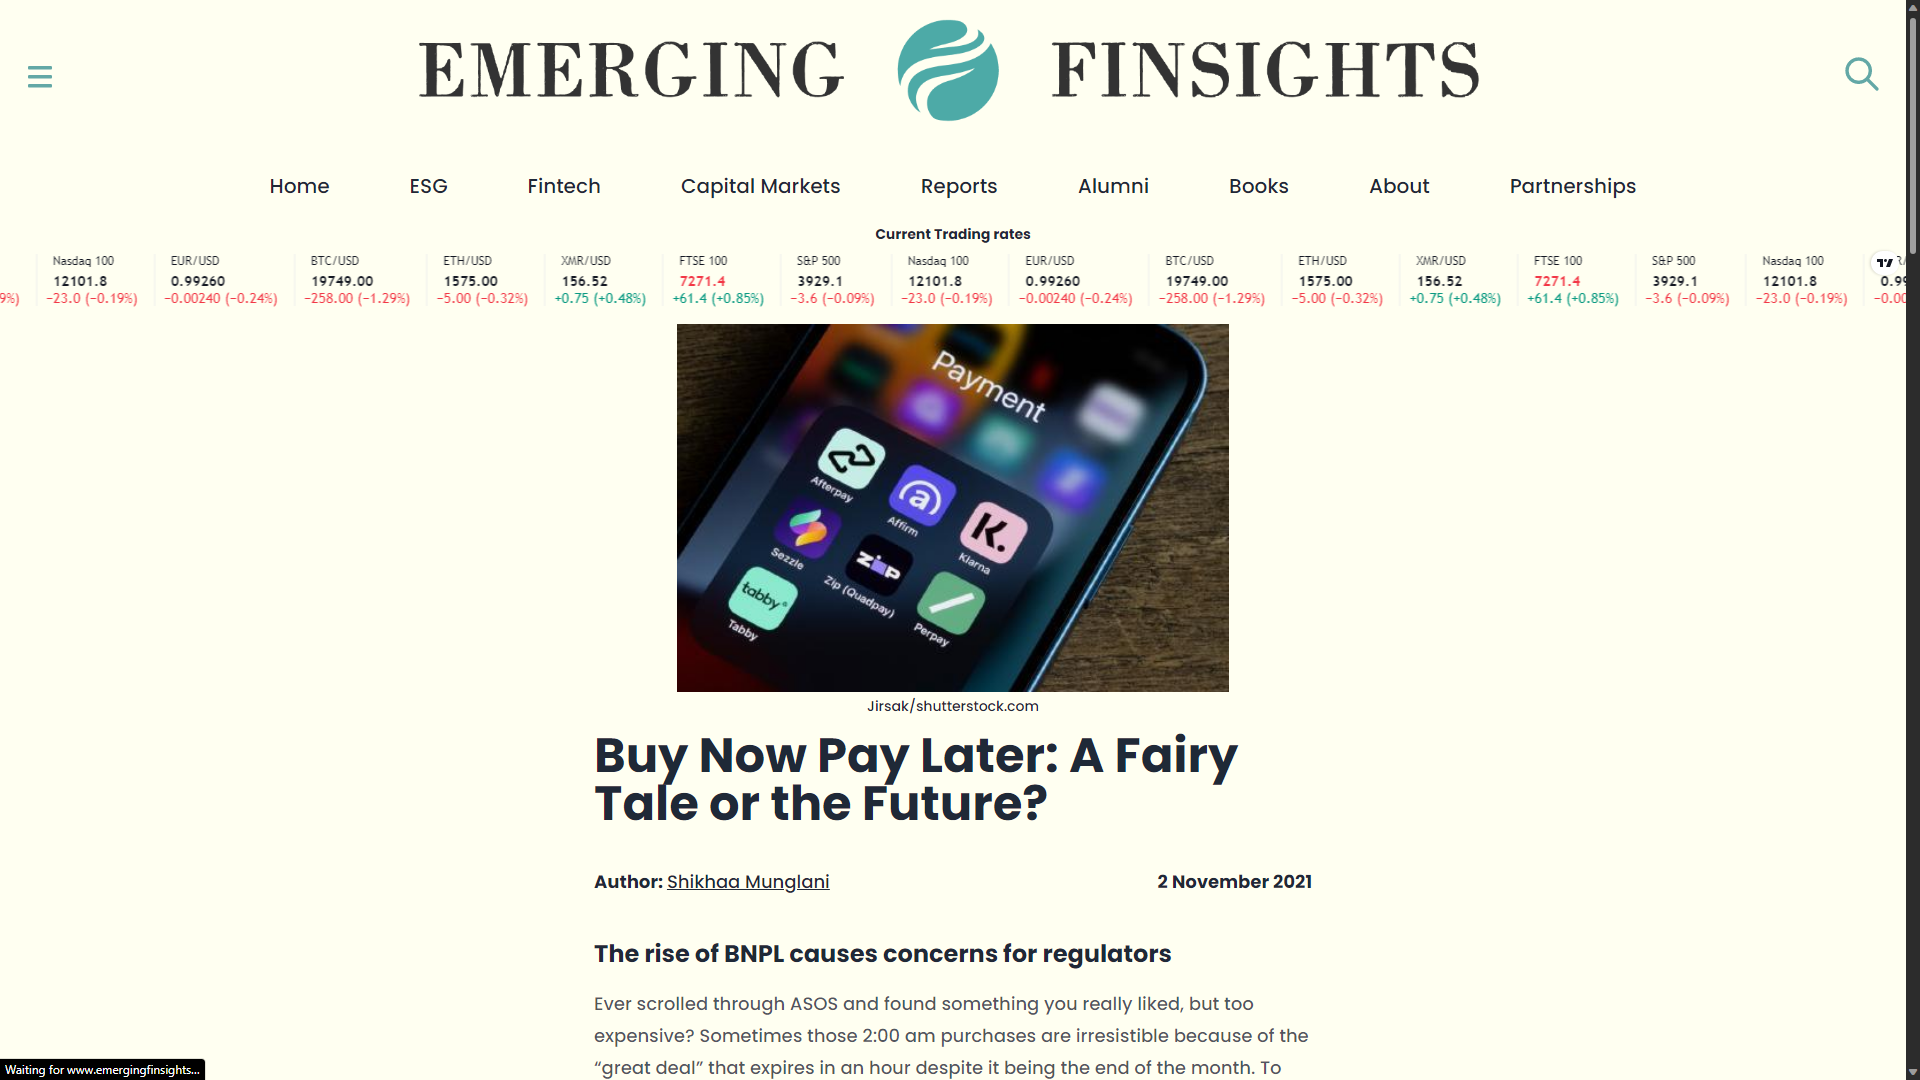 EMERGING FINSIGHTS
Home ESG Fintech Capital Markets Reports Alumni Books About Partnerships
Current Trading rates
Nasdaq 100 EUR/USD BTC/USD ETH/USD XMR/USD FTSE 100 S&P 500 Nasdaq 100 EUR/USD BTC/USD ETH/USD XMR/USD FTSE 100 S&P 500 Nasdaq 100
12101.8 0.99260 19749.00 1575.00 156.52 7271.4 3929.1 12101.8 0.99260 19749.00 1575.00 156.52 7271.4 3929.1 12101.8 0.99
9%) −23.0 (−0.19%) −0.00240 (−0.24%) −258.00 (−1.29%) −5.00 (−0.32%) +0.75 (+0.48%) +61.4 (+0.85%) −3.6 (−0.09%) −23.0 (−0.19%) −0.00240 (−0.24%) −258.00 (−1.29%) −5.00 (−0.32%) +0.75 (+0.48%) +61.4 (+0.85%) −3.6 (−0.09%) −23.0 (−0.19%) −0.00
Payment
Afterpay
Affirm
Klarna
Sezzle
Zip (Quadpay)
Perpay
tabby
Tabby
Jirsak/shutterstock.com
Buy Now Pay Later: A Fairy
Tale or the Future?
Author: Shikhaa Munglani 2 November 2021
The rise of BNPL causes concerns for regulators
Ever scrolled through ASOS and found something you really liked, but too
expensive? Sometimes those 2:00 am purchases are irresistible because of the
“great deal” that expires in an hour despite it being the end of the month. To
Waiting for www.emergingfinsights...